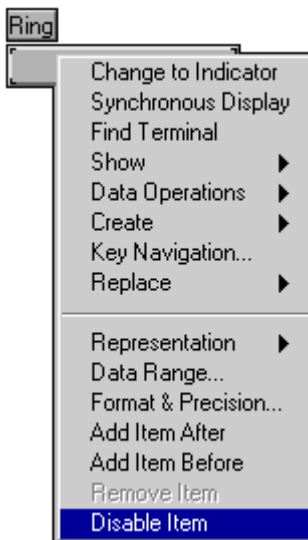 Ring
Change to Indicator
Synchronous Display
Find Terminal
Show
Data Operations
Create
Key Navigation...
Replace
Representation
Data Range...
Format & Precision...
Add Item After
Add Item Before
Remove Item
Disable Item